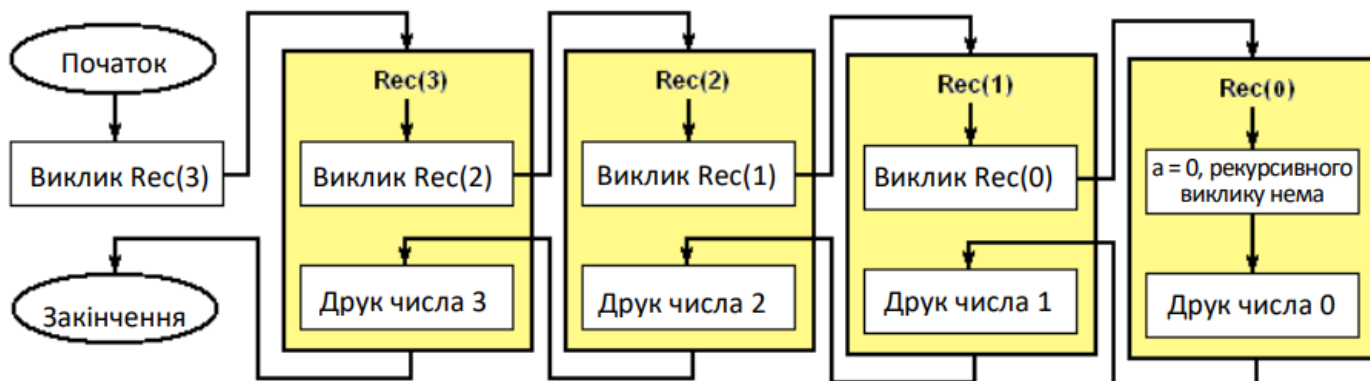 Початок
Виклик Rec(3)
Rec(3)
Виклик Rec(2)
Rec(2)
Виклик Rec(1)
Rec(1)
Виклик Rec(0)
Rec(0)
a = 0, рекурсивного
виклику нема
Друк числа 0
Друк числа 1
Друк числа 2
Друк числа 3
Закінчення